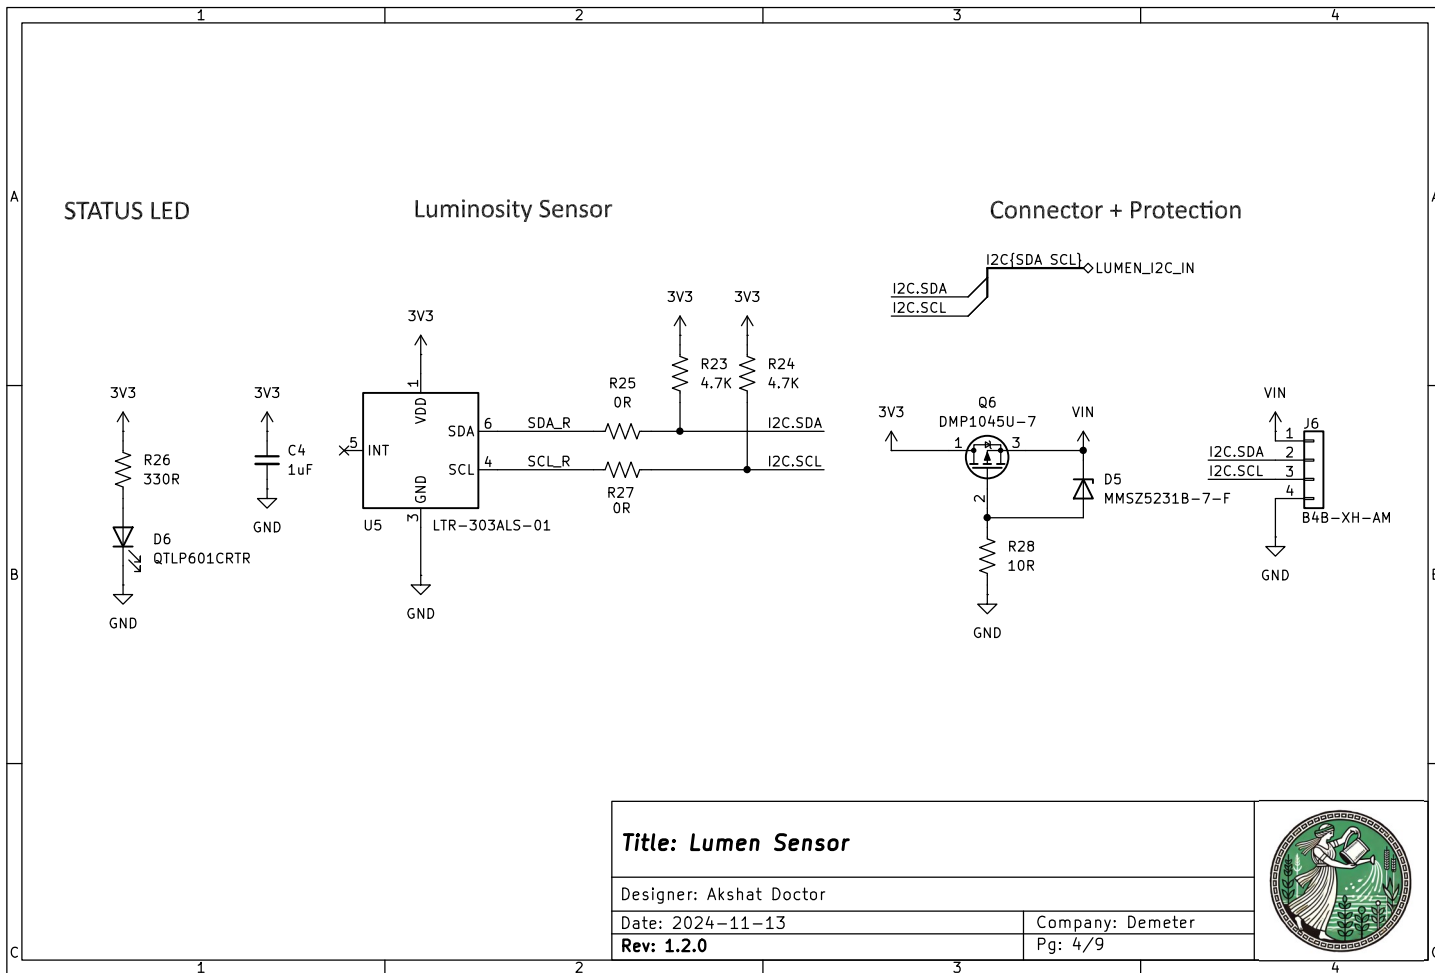 1 2 3 4
A A
STATUS LED Luminosity Sensor Connector + Protection
I2C{SDA SCL}
LUMEN_I2C_IN
I2C.SDA
I2C.SCL
3V3 3V3
3V3
R23 R24
4.7K 4.7K
3V3 3V3
R25
0R
1
VDD
SDA 6 SDA_R I2C.SDA
5 INT
SCL 4 SCL_R I2C.SCL
GND
3
R27
0R
U5 LTR-303ALS-01
GND
R26
330R
C4
1uF
GND
D6
QTLP601CRTR
GND
Q6
DMP1045U-7
3V3 VIN
1 3
2
D5
MMSZ5231B-7-F
R28
10R
GND
VIN
J6
1
I2C.SDA 2
I2C.SCL 3
4
B4B-XH-AM
GND
B
C
Title: Lumen Sensor
Designer: Akshat Doctor
Date: 2024-11-13 Company: Demeter
Rev: 1.2.0 Pg: 4/9
1 2 3 4